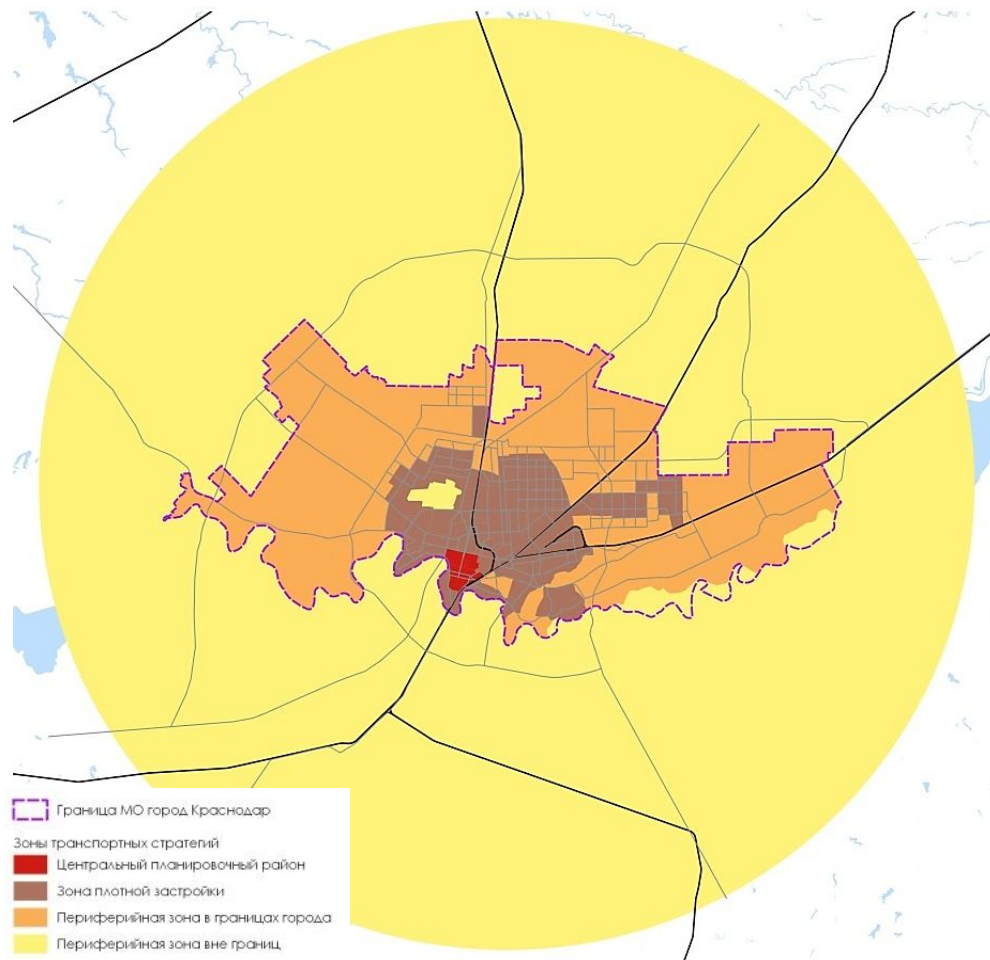 Граница МО город Краснодар
Зоны транспортных стратегий
Центральный планировочный район
Зона плотной застройки
Периферийная зона в границах города
Периферийная зона вне границ